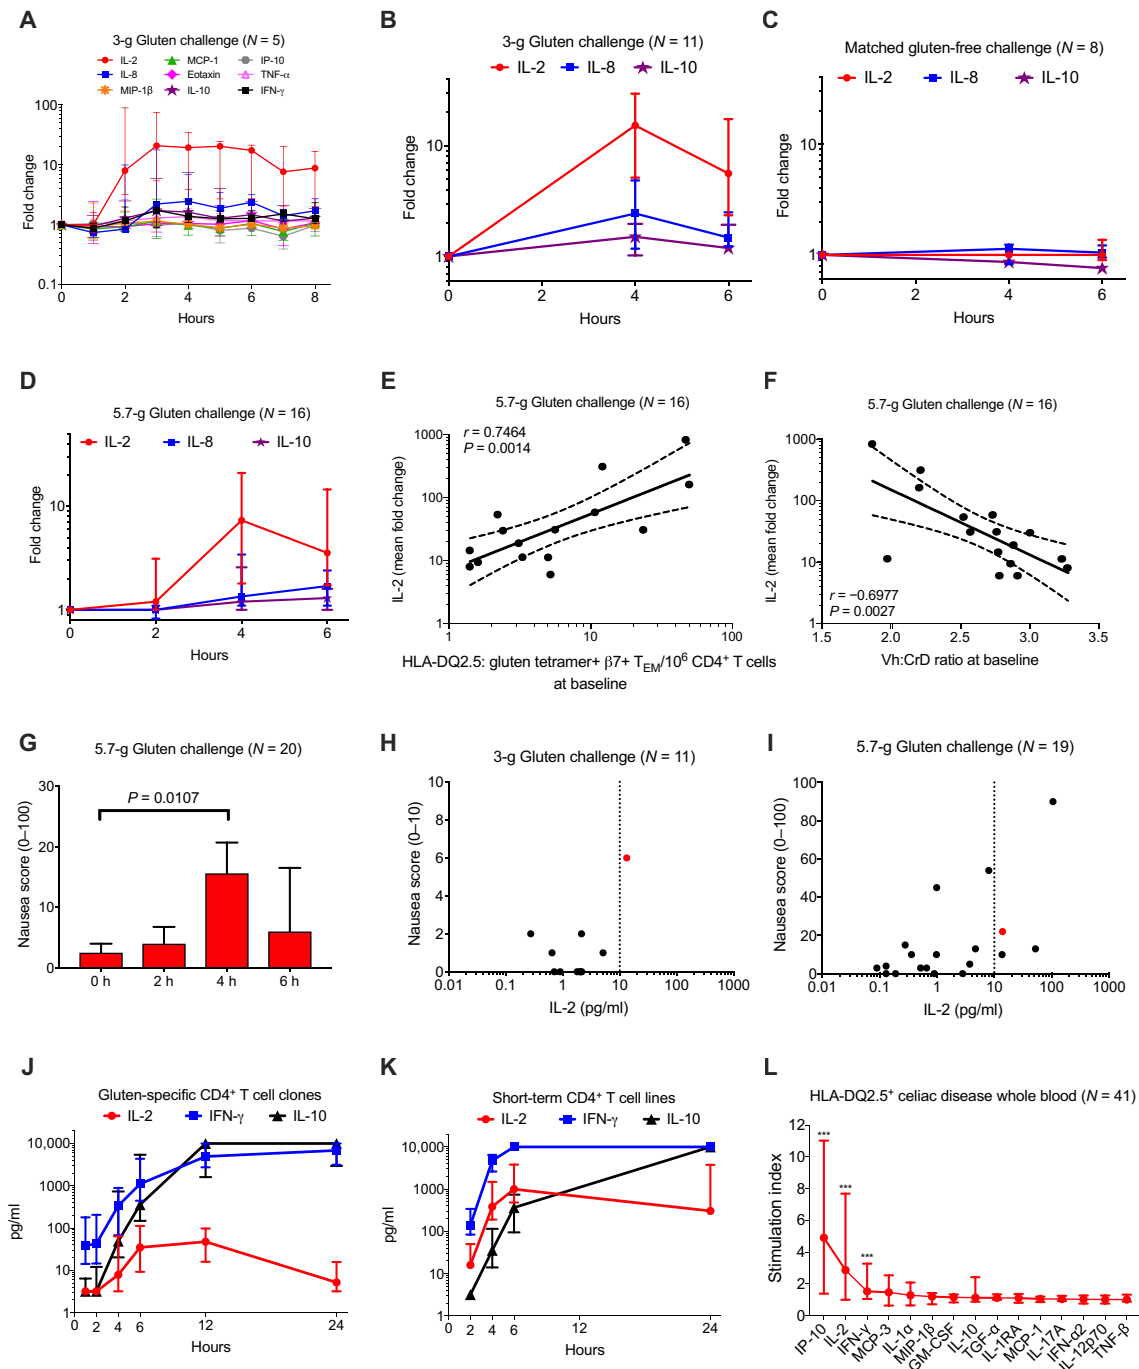 A
3-g Gluten challenge (N = 5)
IL-2 MCP-1 IP-10
IL-8 Eotaxin TNF-α
MIP-1β IL-10 IFN-γ
Fold change
100
10
1
0.1
0 2 4 6 8
Hours
B
3-g Gluten challenge (N = 11)
IL-2 IL-8 IL-10
Fold change
10
1
0 2 4 6
Hours
C
Matched gluten-free challenge (N = 8)
IL-2 IL-8 IL-10
Fold change
10
1
0 2 4 6
Hours
D
5.7-g Gluten challenge (N = 16)
IL-2 IL-8 IL-10
Fold change
10
1
0 2 4 6
Hours
E
5.7-g Gluten challenge (N = 16)
r = 0.7464
P = 0.0014
IL-2 (mean fold change)
1000
100
10
1
1 10 100
HLA-DQ2.5: gluten tetramer+ β7+ TEM/10⁶ CD4⁺ T cells
at baseline
F
5.7-g Gluten challenge (N = 16)
IL-2 (mean fold change)
1000
100
10
1
r = −0.6977
P = 0.0027
1.5 2.0 2.5 3.0 3.5
Vh:CrD ratio at baseline
G
5.7-g Gluten challenge (N = 20)
P = 0.0107
Nausea score (0–100)
30
20
10
0
0 h 2 h 4 h 6 h
H
3-g Gluten challenge (N = 11)
Nausea score (0–10)
10
8
6
4
2
0
0.01 0.1 1 10 100 1000
IL-2 (pg/ml)
I
5.7-g Gluten challenge (N = 19)
Nausea score (0–100)
100
80
60
40
20
0
0.01 0.1 1 10 100 1000
IL-2 (pg/ml)
J
Gluten-specific CD4⁺ T cell clones
IL-2 IFN-γ IL-10
pg/ml
10,000
1000
100
10
1
0 2 4 6 12 24
Hours
K
Short-term CD4⁺ T cell lines
IL-2 IFN-γ IL-10
pg/ml
10,000
1000
100
10
1
0 2 4 6 12 24
Hours
L
HLA-DQ2.5⁺ celiac disease whole blood (N = 41)
Stimulation index
12
10
8
6
4
2
0
*** *** ***
IP-10
IL-2
IFN-γ
MCP-3
IL-1α
MIP-1β
GM-CSF
IL-10
TGF-α
IL-1RA
MCP-1
IL-17A
IFN-α2
IL-12p70
TNF-β